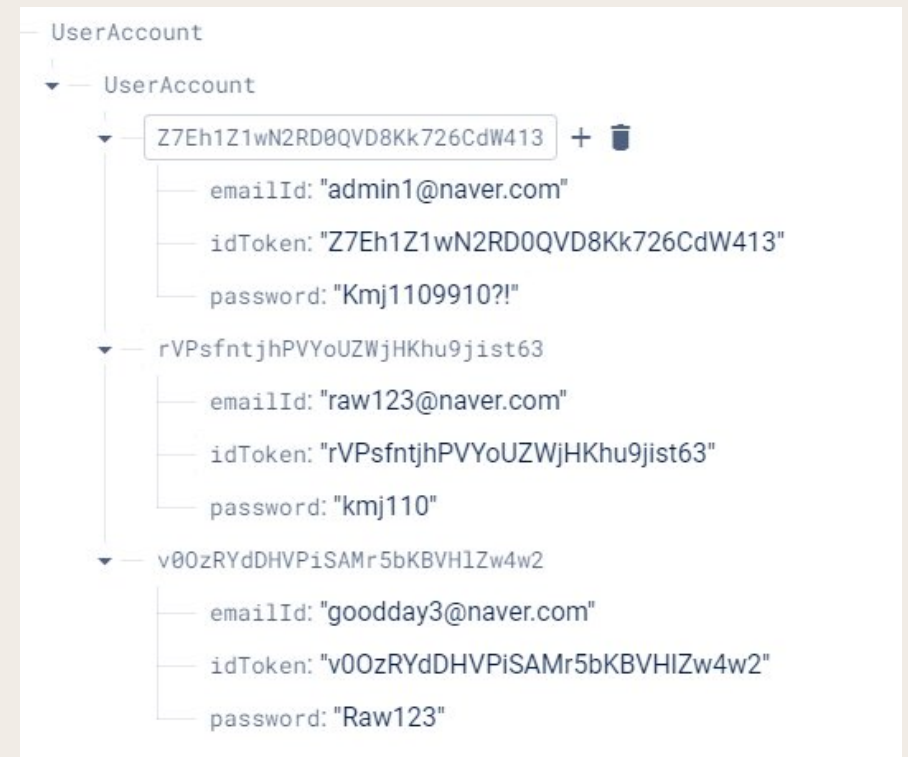 UserAccount
UserAccount
Z7Eh1Z1wN2RD0QVD8Kk726CdW413
emailId: "admin1@naver.com"
idToken: "Z7Eh1Z1wN2RD0QVD8Kk726CdW413"
password: "Kmj1109910?!"
rVPsfntjhPVYoUZWjHKhu9jist63
emailId: "raw123@naver.com"
idToken: "rVPsfntjhPVYoUZWjHKhu9jist63"
password: "kmj110"
v0OzRYdDHVPiSAMr5bKBVHlZw4w2
emailId: "goodday3@naver.com"
idToken: "v0OzRYdDHVPiSAMr5bKBVHlZw4w2"
password: "Raw123"